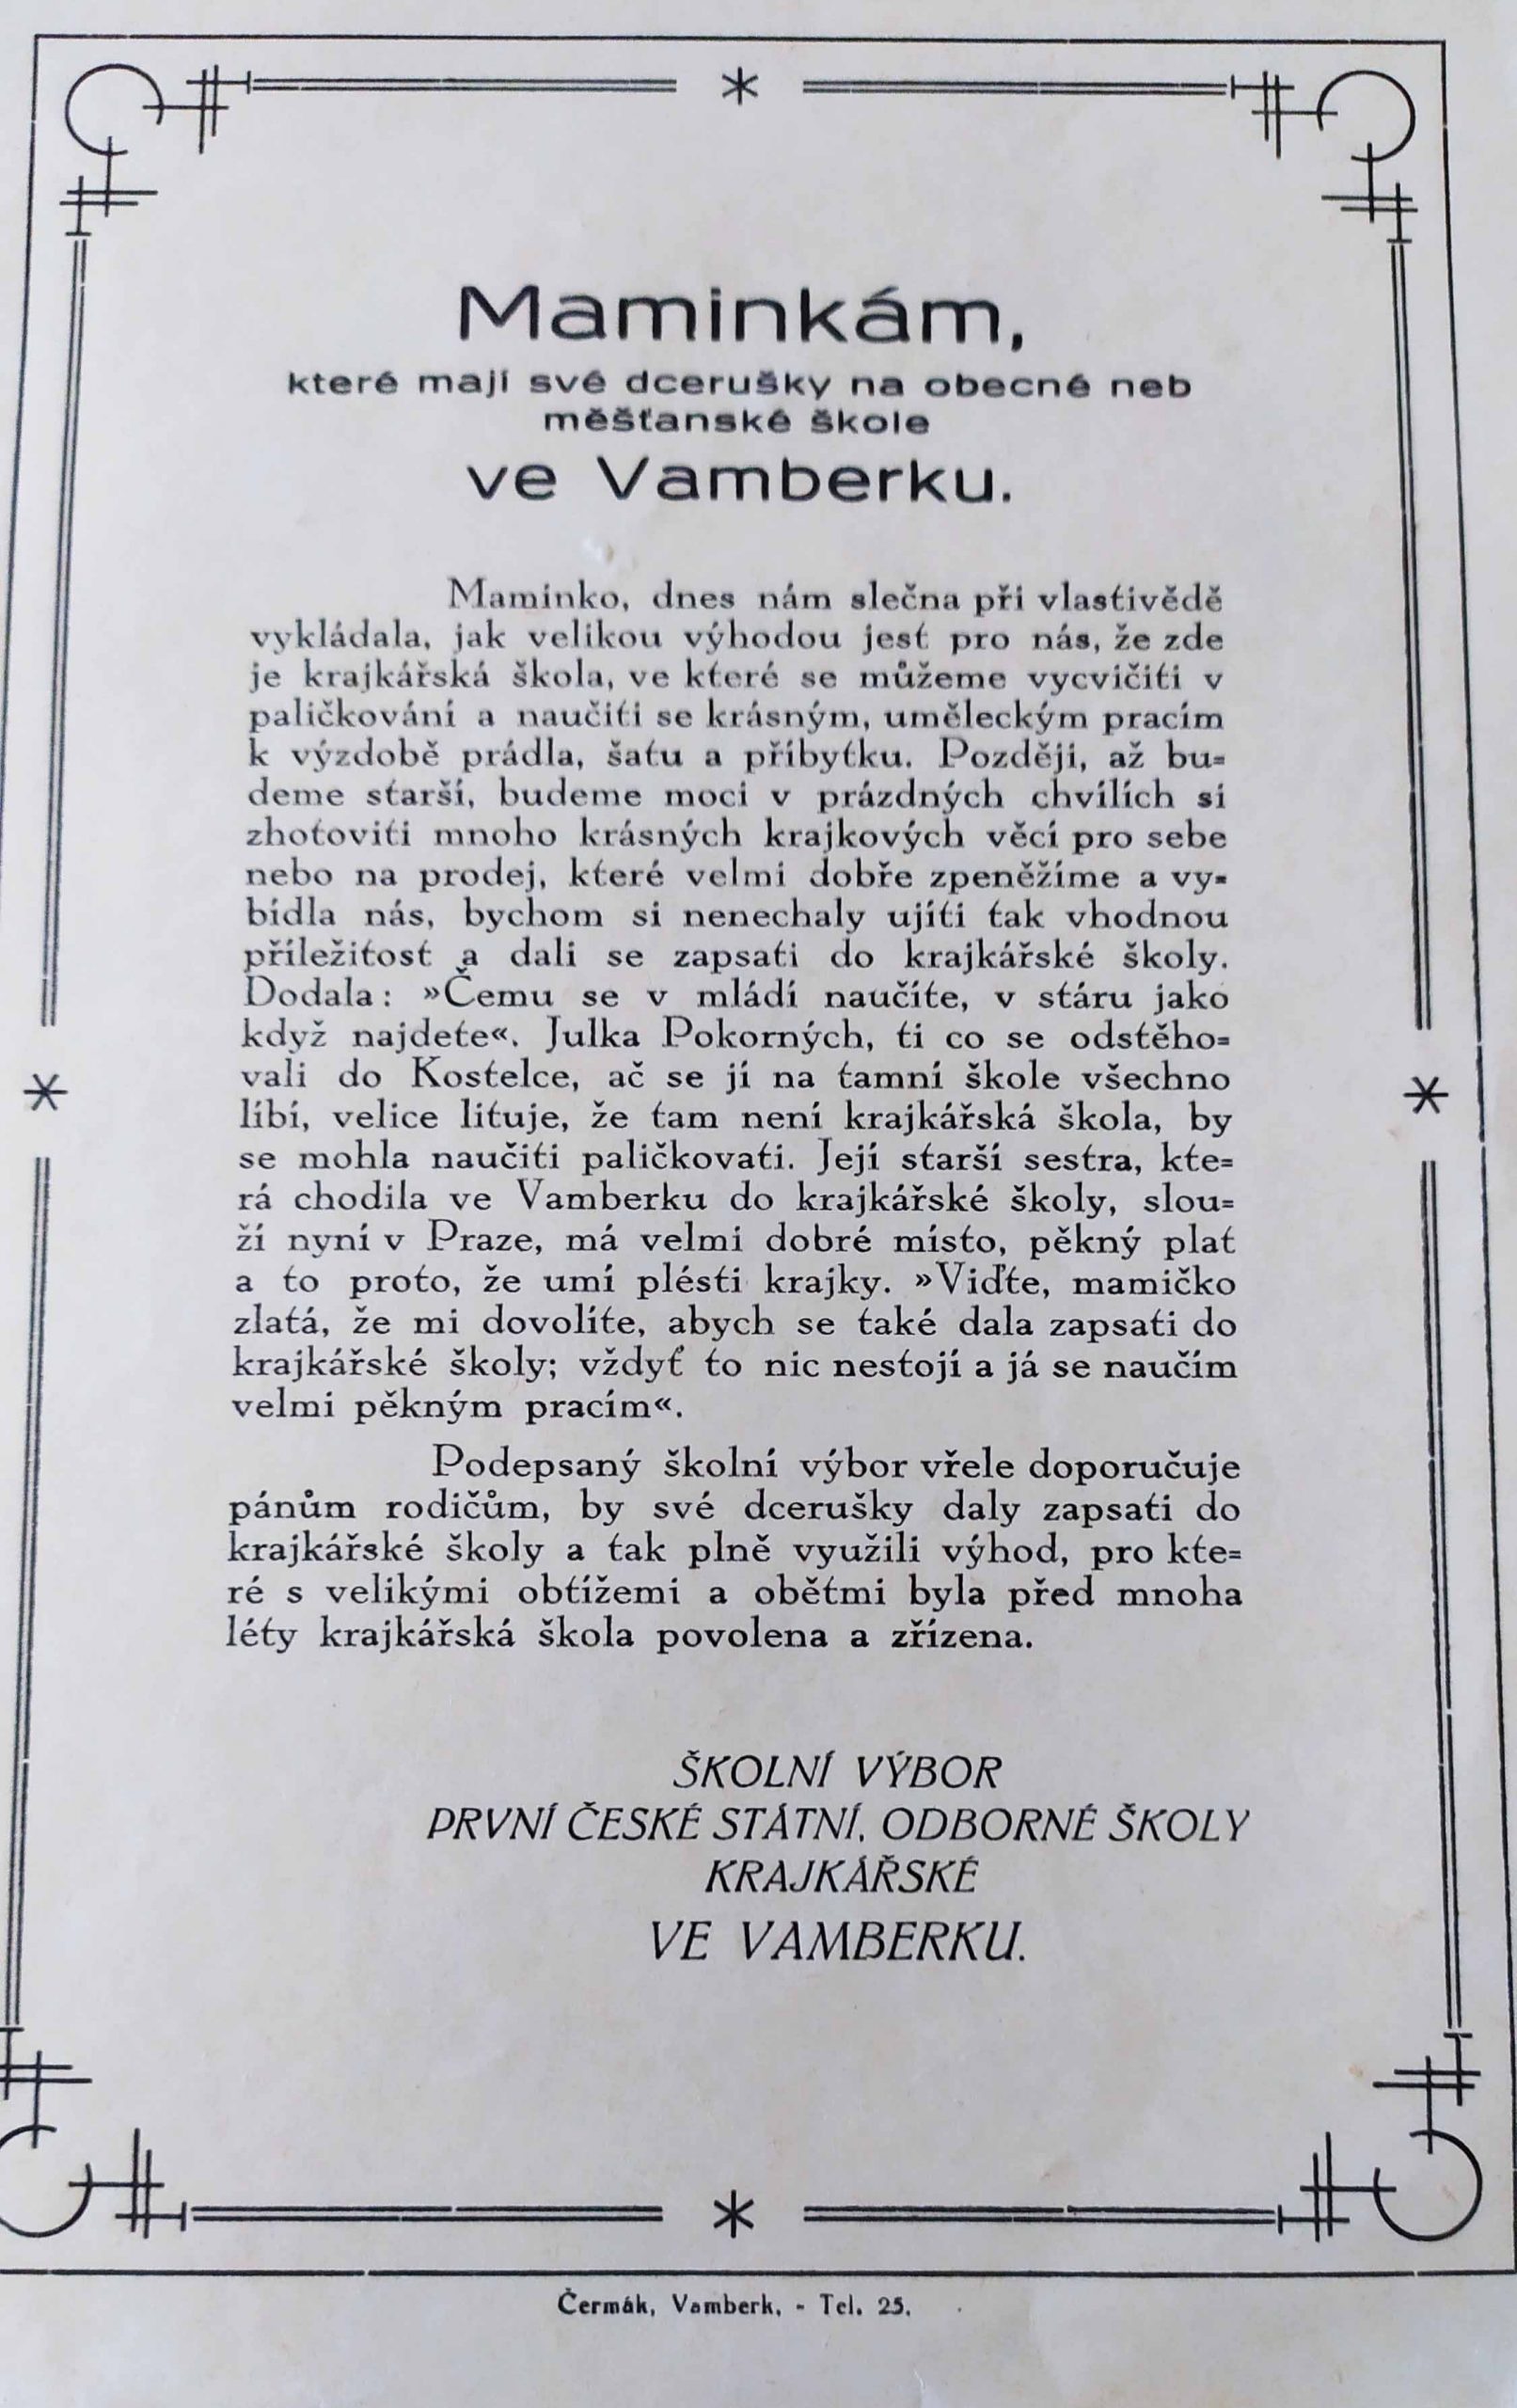 Maminkám,
které mají své dcerušky na obecné neb
měšťanské škole
ve Vamberku.
Maminko, dnes nám slečna při vlastivědě
vykládala, jak velikou výhodou jest pro nás, že zde
je krajkářská škola, ve které se můžeme vycvičiti v
paličkování a naučiti se krásným, uměleckým pracím
k výzdobě prádla, šatu a příbytku. Později, až bu=
deme starší, budeme moci v prázdných chvílích si
zhotoviti mnoho krásných krajkových věcí pro sebe
nebo na prodej, které velmi dobře zpeněžíme a vy=
bídla nás, bychom si nenechaly ujíti tak vhodnou
příležitost a dali se zapsati do krajkářské školy.
Dodala: »Čemu se v mládí naučíte, v stáru jako
když najdete«. Julka Pokorných, ti co se odstěho=
vali do Kostelce, ač se jí na tamní škole všechno
líbí, velice lituje, že tam není krajkářská škola, by
se mohla naučiti paličkovati. Její starší sestra, kte=
rá chodila ve Vamberku do krajkářské školy, slou=
ží nyní v Praze, má velmi dobré místo, pěkný plat
a to proto, že umí plésti krajky. »Viďte, mamičko
zlatá, že mi dovolíte, abych se také dala zapsati do
krajkářské školy; vždyť to nic nestojí a já se naučím
velmi pěkným pracím«.
Podepsaný školní výbor vřele doporučuje
pánům rodičům, by své dcerušky daly zapsati do
krajkářské školy a tak plně využili výhod, pro kte=
ré s velikými obtížemi a obětmi byla před mnoha
léty krajkářská škola povolena a zřízena.
ŠKOLNÍ VÝBOR
PRVNÍ ČESKÉ STÁTNÍ. ODBORNÉ ŠKOLY
KRAJKÁŘSKÉ
VE VAMBERKU.
Čermák, Vamberk. - Tel. 25.